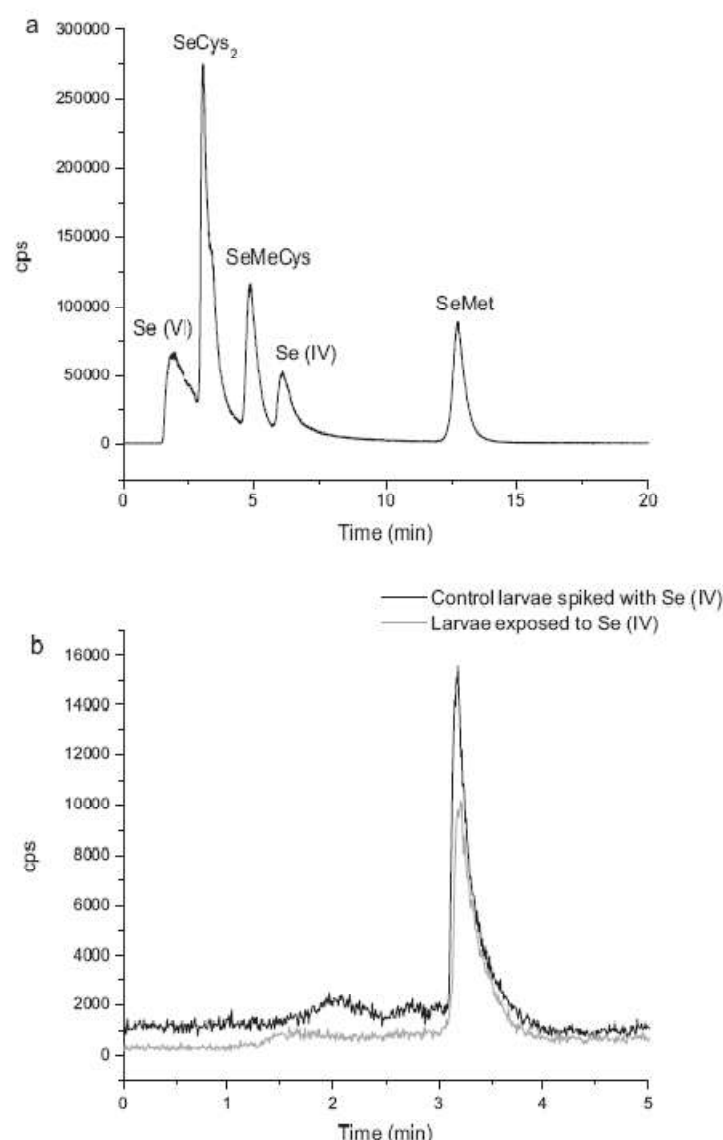 a
300000
250000
200000
150000
100000
50000
0
cps
SeCys₂
SeMeCys
Se (VI)
Se (IV)
SeMet
0 5 10 15 20
Time (min)
Control larvae spiked with Se (IV)
Larvae exposed to Se (IV)
b
16000
14000
12000
10000
8000
6000
4000
2000
0
cps
0 1 2 3 4 5
Time (min)